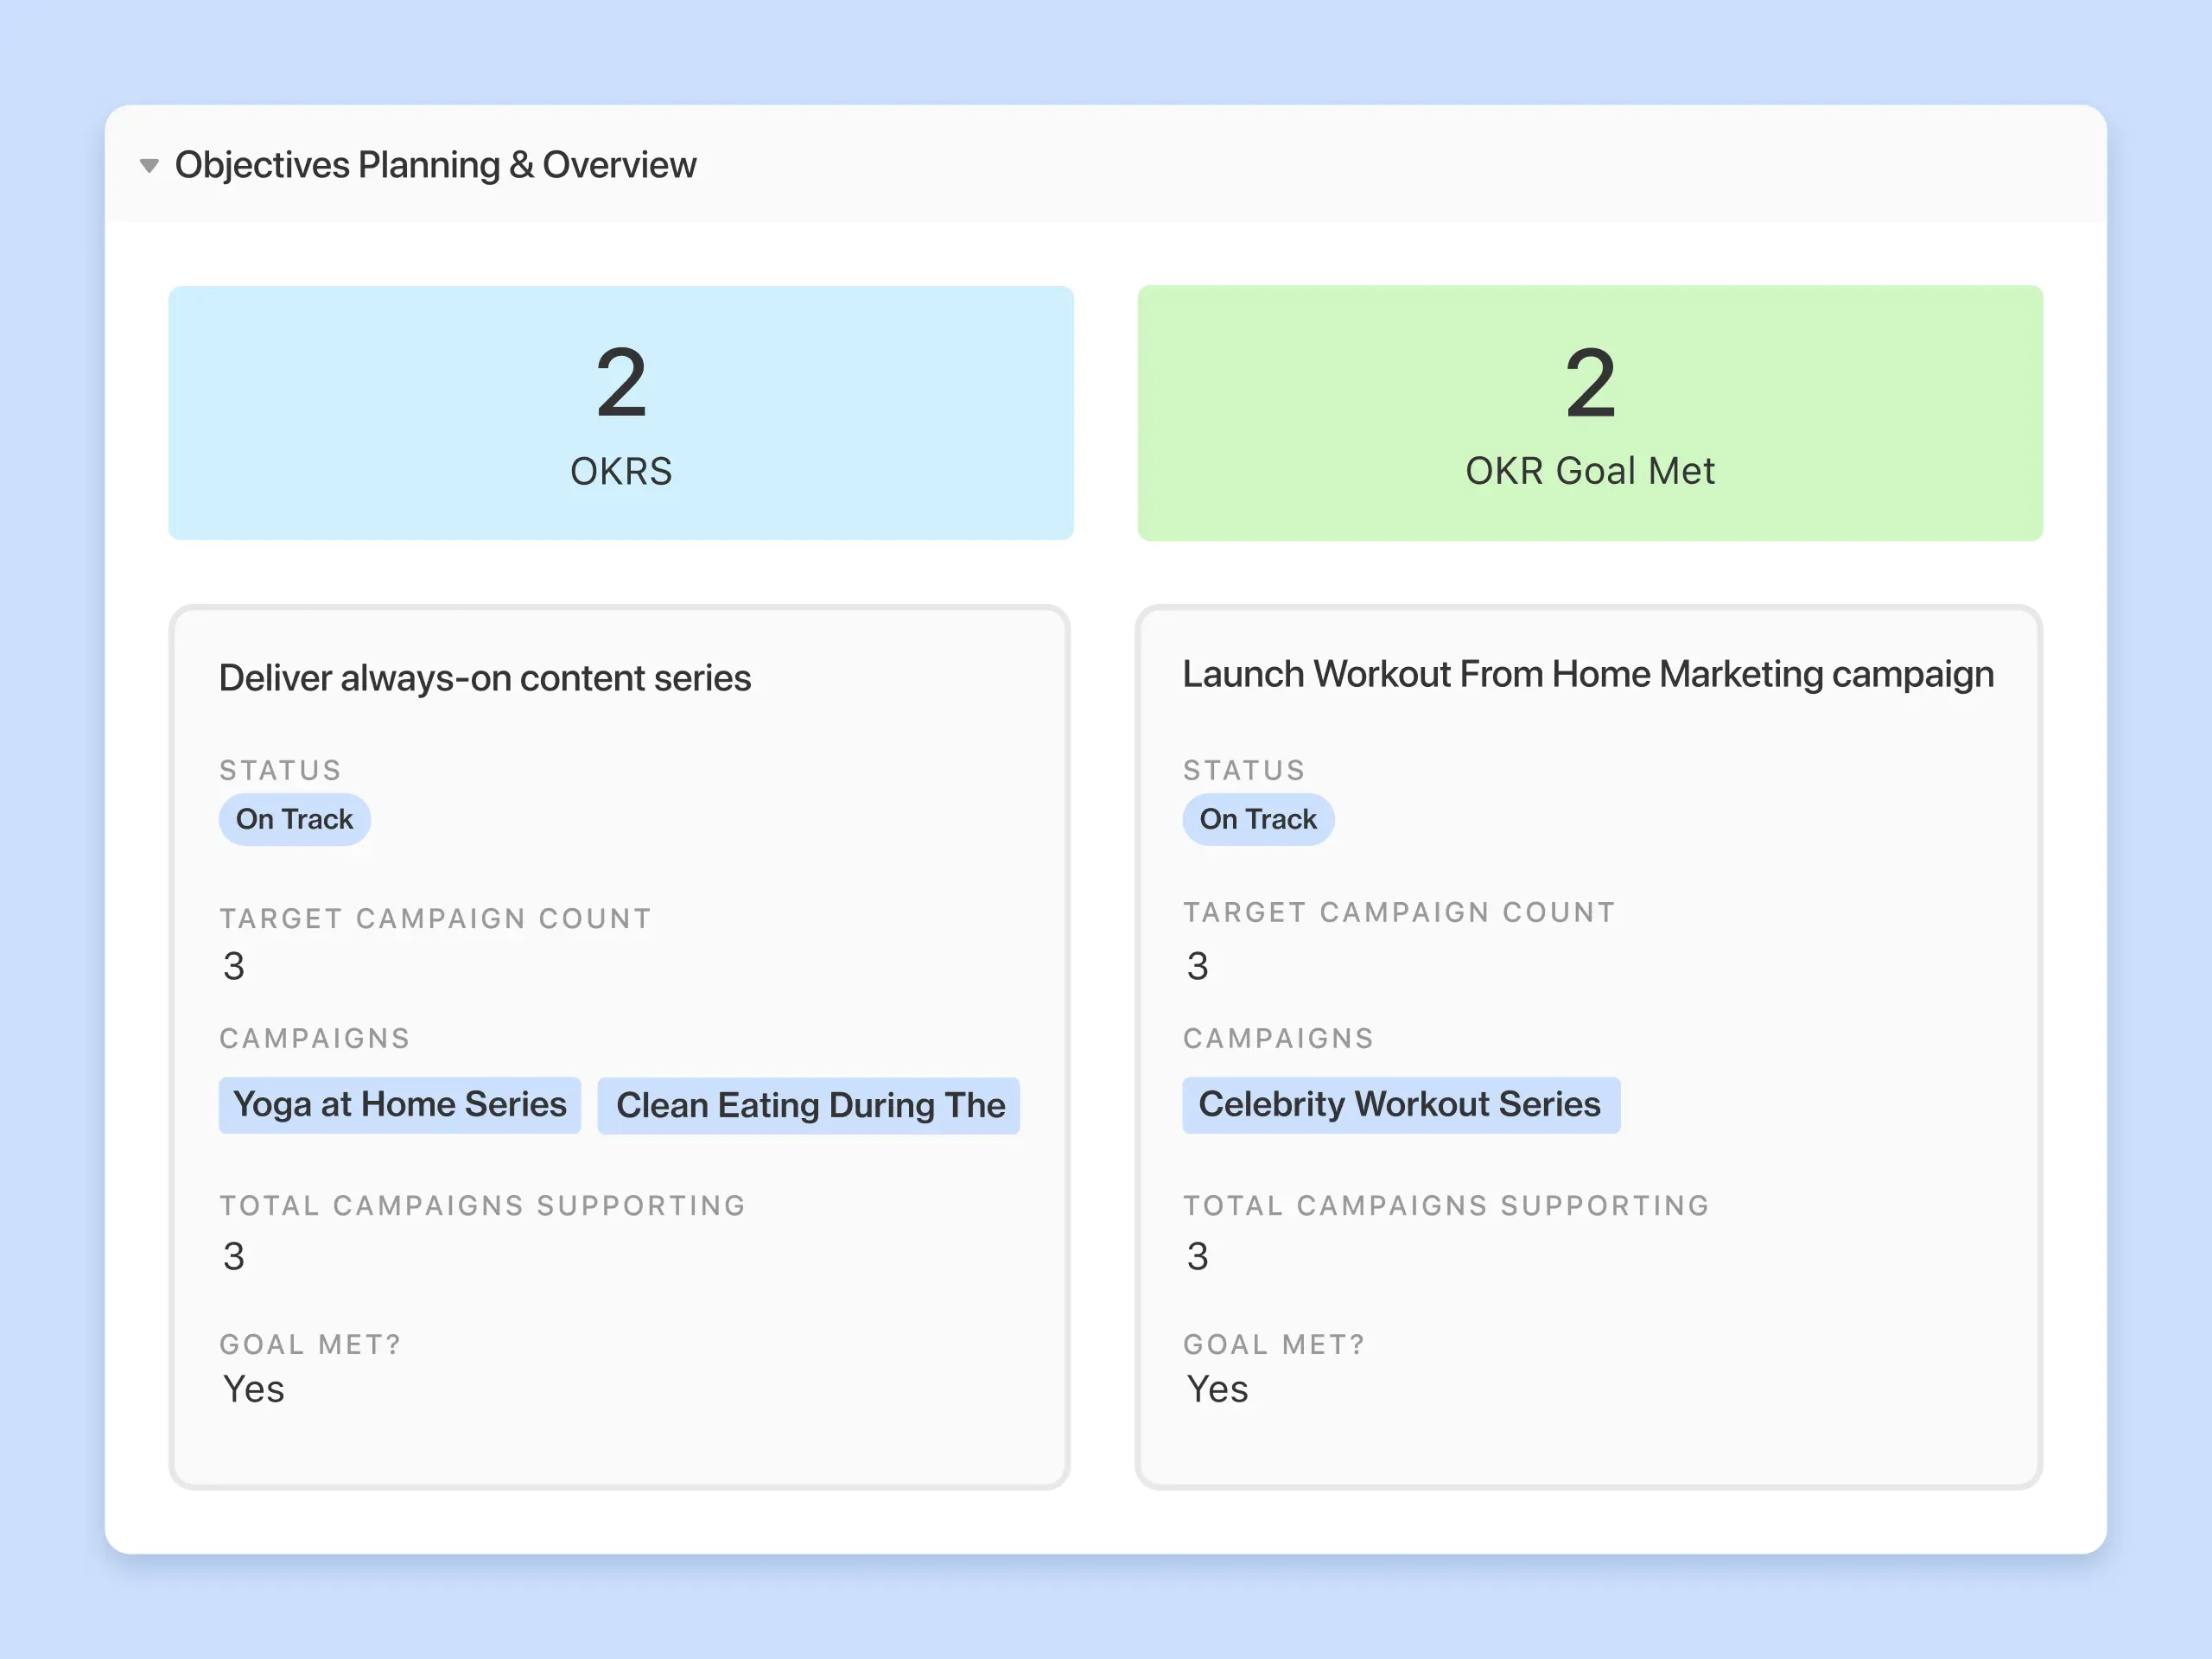 Objectives Planning & Overview
2
OKRS
2
OKR Goal Met
Deliver always-on content series
STATUS
On Track
TARGET CAMPAIGN COUNT
3
CAMPAIGNS
Yoga at Home Series
Clean Eating During The
TOTAL CAMPAIGNS SUPPORTING
3
GOAL MET?
Yes
Launch Workout From Home Marketing campaign
STATUS
On Track
TARGET CAMPAIGN COUNT
3
CAMPAIGNS
Celebrity Workout Series
TOTAL CAMPAIGNS SUPPORTING
3
GOAL MET?
Yes